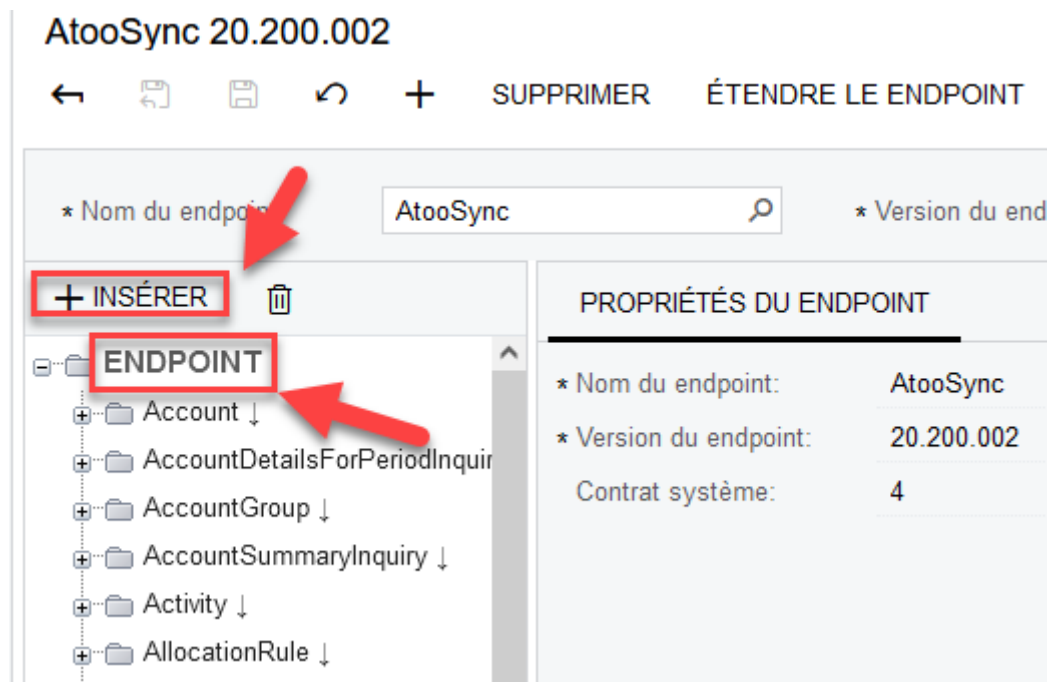 AtooSync 20.200.002
SUPPRIMER ÉTENDRE LE ENDPOINT
* Nom du AtooSync * Version du end
INSÉRER PROPRIÉTÉS DU ENDPOINT
ENDPOINT
* Nom du endpoint: AtooSync
Account ↓
* Version du endpoint: 20.200.002
AccountDetailsForPeriodInquir
Contrat système: 4
AccountGroup ↓
AccountSummaryInquiry ↓
Activity ↓
AllocationRule ↓